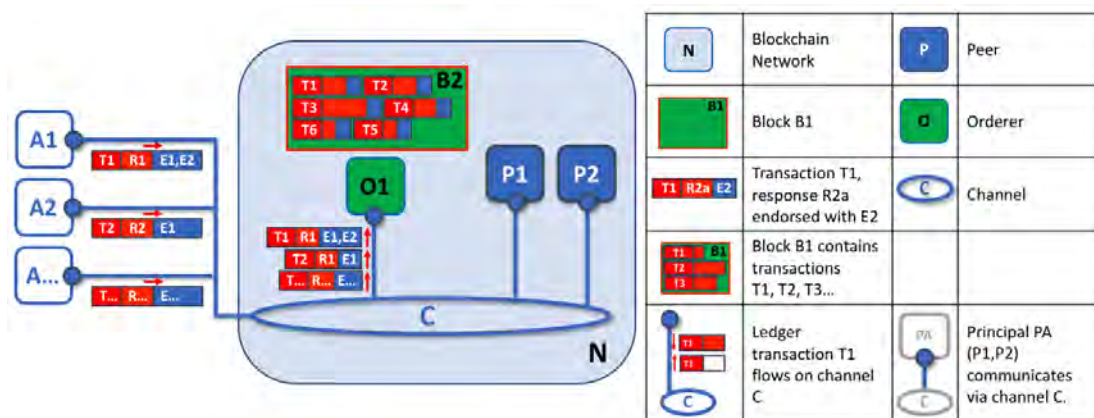 A1
T1 R1 E1,E2
A2
T2 R2 E1
A...
T... R... E...
B2
T1 T2
T3 T4
T6 T5
O1
P1
P2
T1 R1 E1,E2
T2 R1 E1
T... R... E...
C
N
N
Blockchain
Network
P
Peer
B1
Block B1
O
Orderer
T1 R2a E2
Transaction T1,
response R2a
endorsed with E2
C
Channel
T1
B1
T2
T3
Block B1 contains
transactions
T1, T2, T3...
T1
T1
C
Ledger
transaction T1
flows on channel
C
PA
Principal PA
(P1,P2)
communicates
via channel C.